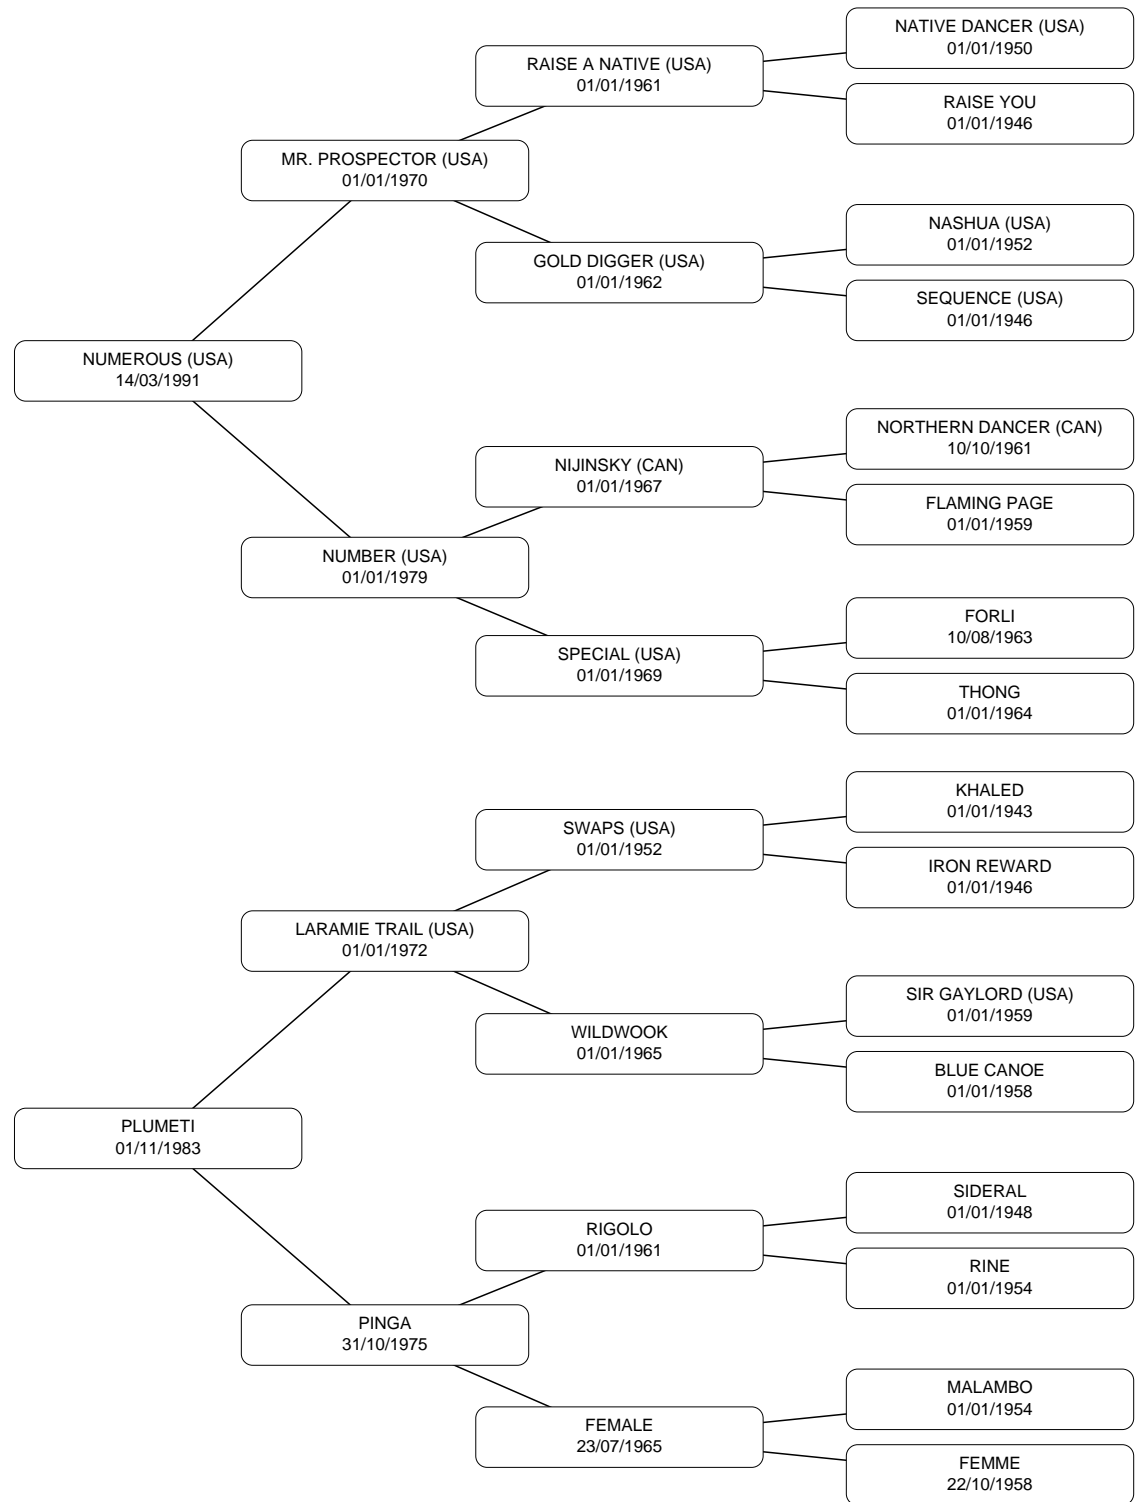 NATIVE DANCER (USA)
01/01/1950
RAISE A NATIVE (USA)
01/01/1961
RAISE YOU
01/01/1946
MR. PROSPECTOR (USA)
01/01/1970
NASHUA (USA)
01/01/1952
GOLD DIGGER (USA)
01/01/1962
SEQUENCE (USA)
01/01/1946
NUMEROUS (USA)
14/03/1991
NORTHERN DANCER (CAN)
10/10/1961
NIJINSKY (CAN)
01/01/1967
FLAMING PAGE
01/01/1959
NUMBER (USA)
01/01/1979
FORLI
10/08/1963
SPECIAL (USA)
01/01/1969
THONG
01/01/1964
KHALED
01/01/1943
SWAPS (USA)
01/01/1952
IRON REWARD
01/01/1946
LARAMIE TRAIL (USA)
01/01/1972
SIR GAYLORD (USA)
01/01/1959
WILDWOOK
01/01/1965
BLUE CANOE
01/01/1958
PLUMETI
01/11/1983
SIDERAL
01/01/1948
RIGOLO
01/01/1961
RINE
01/01/1954
PINGA
31/10/1975
MALAMBO
01/01/1954
FEMALE
23/07/1965
FEMME
22/10/1958